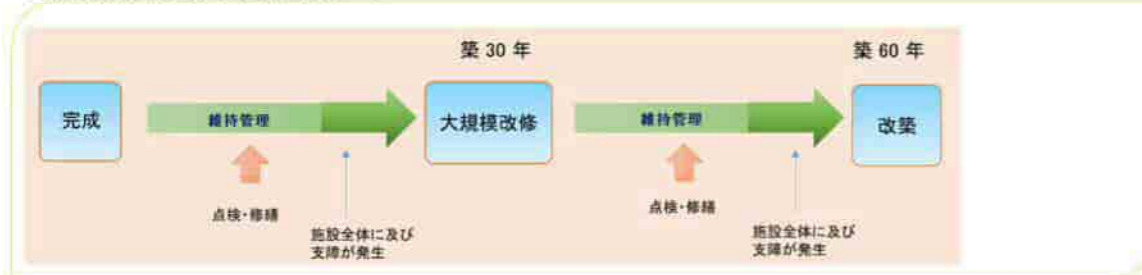 築 30 年
築 60 年
完成
維持管理
大規模改修
維持管理
改築
点検・修繕
施設全体に及び
支障が発生
点検・修繕
施設全体に及び
支障が発生